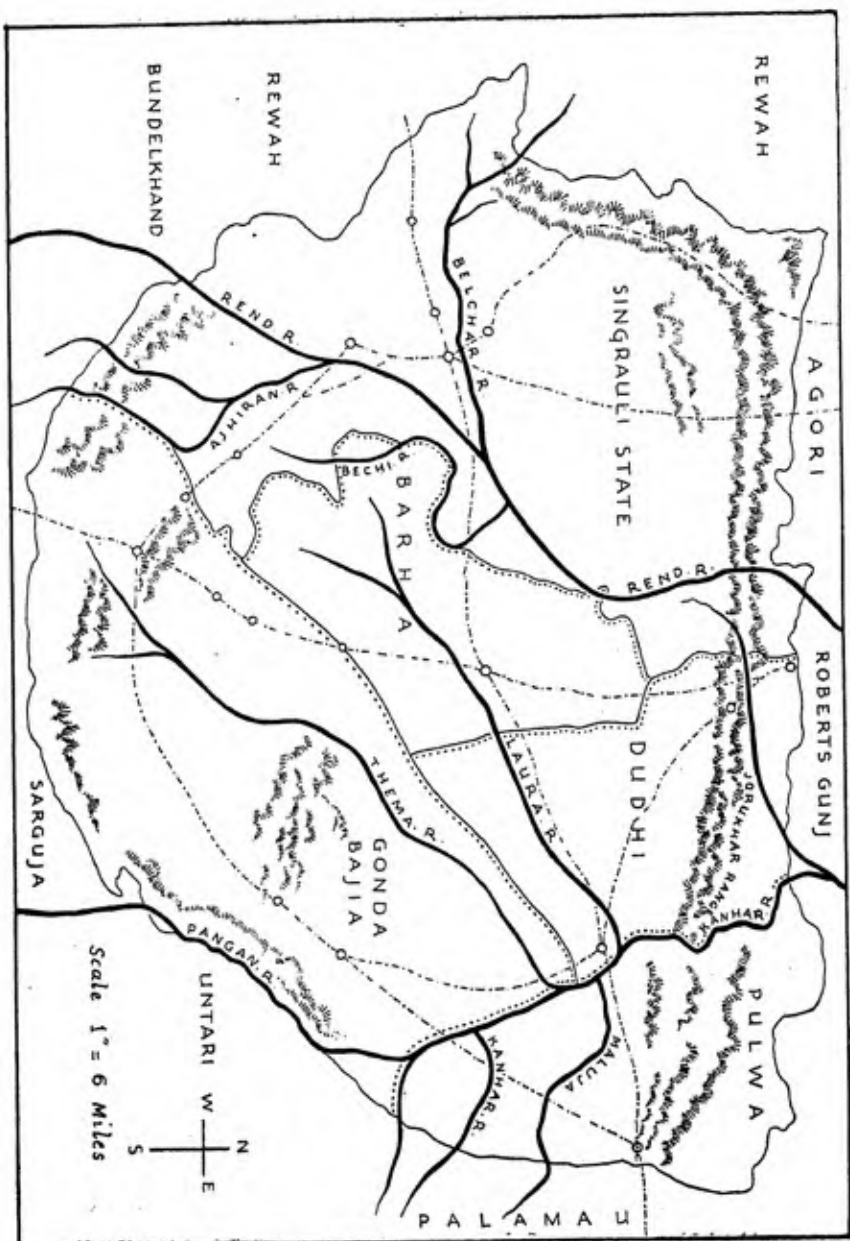 REWAH
AGORI
ROBERTS GUNJ
REWAH
BUNDELKHAND
SINGRAULI STATE
BELCHAR R.
REND. R.
REND R.
AJHIRAN. R.
BECHI. R.
BARHA
DUDHI
JORUKHAR RANGE
KANHAR R.
PULWA
LAURA R.
THEMA. R.
GONDA
BAJIA
MALUJA
KANHAR R.
PANGAN. R.
SARGUJA
UNTARI
PALAMAU
N
W
E
S
Scale 1" = 6 Miles